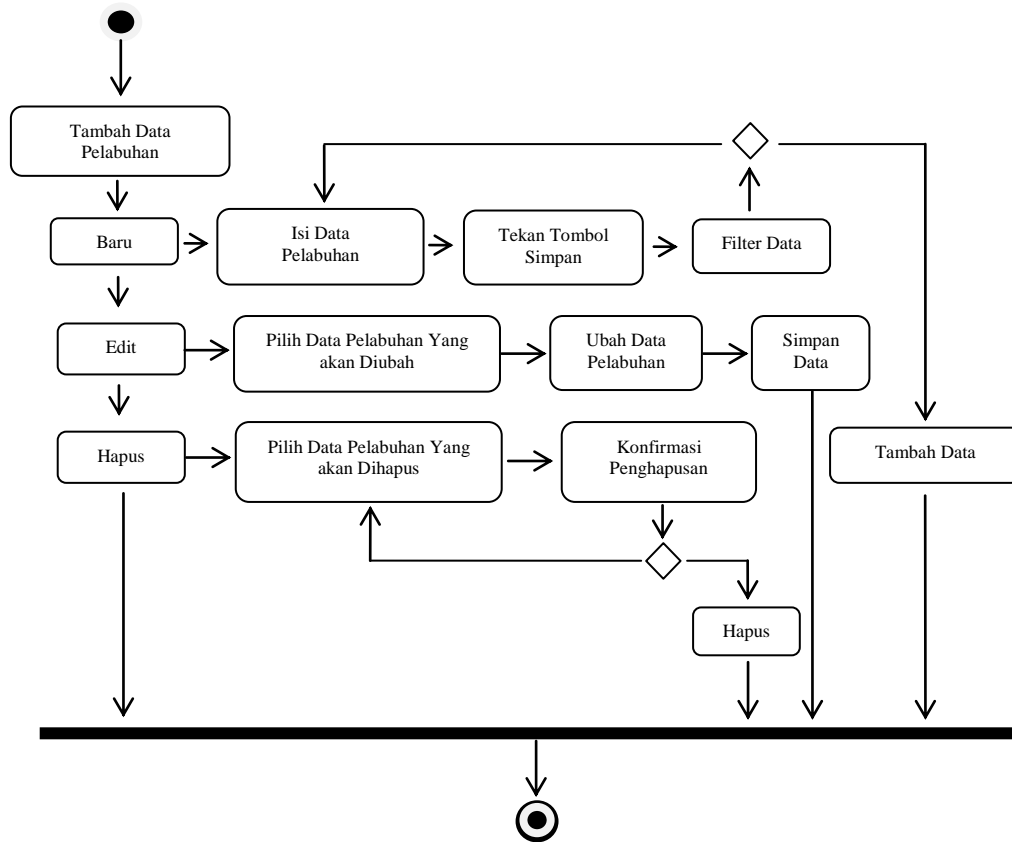 Tambah Data
Pelabuhan
Baru
Isi Data
Pelabuhan
Tekan Tombol
Simpan
Filter Data
Edit
Pilih Data Pelabuhan Yang
akan Diubah
Ubah Data
Pelabuhan
Simpan
Data
Hapus
Pilih Data Pelabuhan Yang
akan Dihapus
Konfirmasi
Penghapusan
Tambah Data
Hapus